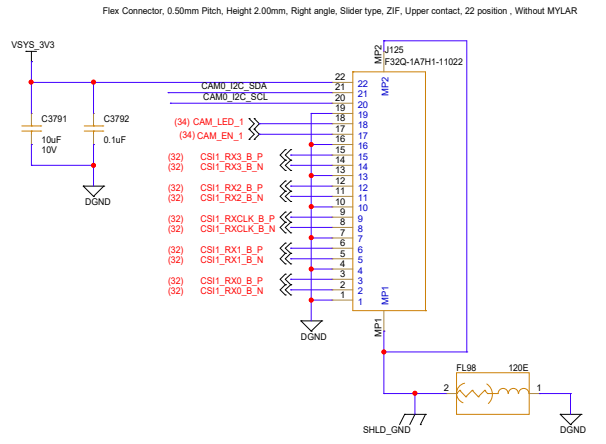 Flex Connector, 0.50mm Pitch, Height 2.00mm, Right angle, Slider type, ZIF, Upper contact, 22 position , Without MYLAR
VSYS_3V3
MP2
J125
F32Q-1A7H1-11022
MP2
CAM0_I2C_SDA
CAM0_I2C_SCL
22 22
21 21
20 20
19 19
(34) CAM_LED_1 18 18
(34) CAM_EN_1 17 17
16 16
(32) CSI1_RX3_B_P 15 15
(32) CSI1_RX3_B_N 14 14
13 13
(32) CSI1_RX2_B_P 12 12
(32) CSI1_RX2_B_N 11 11
10 10
(32) CSI1_RXCLK_B_P 9 9
(32) CSI1_RXCLK_B_N 8 8
7 7
(32) CSI1_RX1_B_P 6 6
(32) CSI1_RX1_B_N 5 5
4 4
(32) CSI1_RX0_B_P 3 3
(32) CSI1_RX0_B_N 2 2
1 1
C3791
10uF
10V
C3792
0.1uF
DGND
MP1
MP1
DGND
FL98 120E
2 1
SHLD_GND
DGND